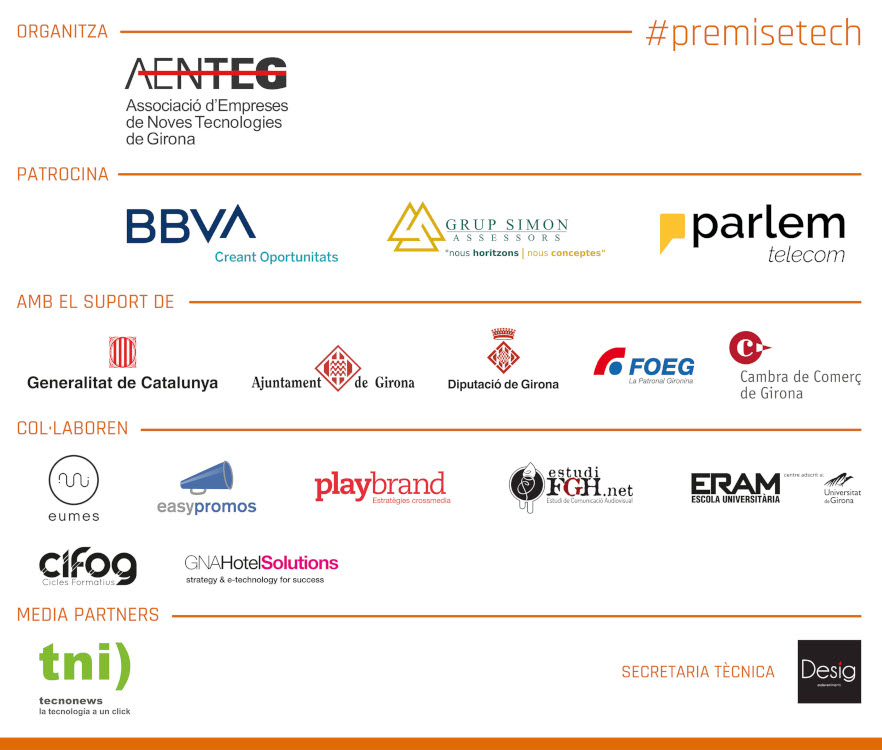 ORGANITZA
#premisetech
AENTEG
Associació d'Empreses
de Noves Tecnologies
de Girona
PATROCINA
BBVA
Creant Oportunitats
GRUP SIMON
ASSESSORS
"nous horitzons | nous conceptes"
parlem
telecom
AMB EL SUPORT DE
Generalitat de Catalunya
Ajuntament de Girona
Diputació de Girona
FOEG
La Patronal Gironina
Cambra de Comerç
de Girona
COL·LABOREN
eumes
easypromos
playbrand
Estratègies crossmedia
estudi
FGH.net
Estudi de Comunicació Audiovisual
ERAM
ESCOLA UNIVERSITÀRIA
centre adscrit a:
Universitat
de Girona
cifog
Cicles Formatius
GNAHotelSolutions
strategy & e-technology for success
MEDIA PARTNERS
tni)
tecnonews
la tecnología a un click
SECRETARIA TÈCNICA
Desig